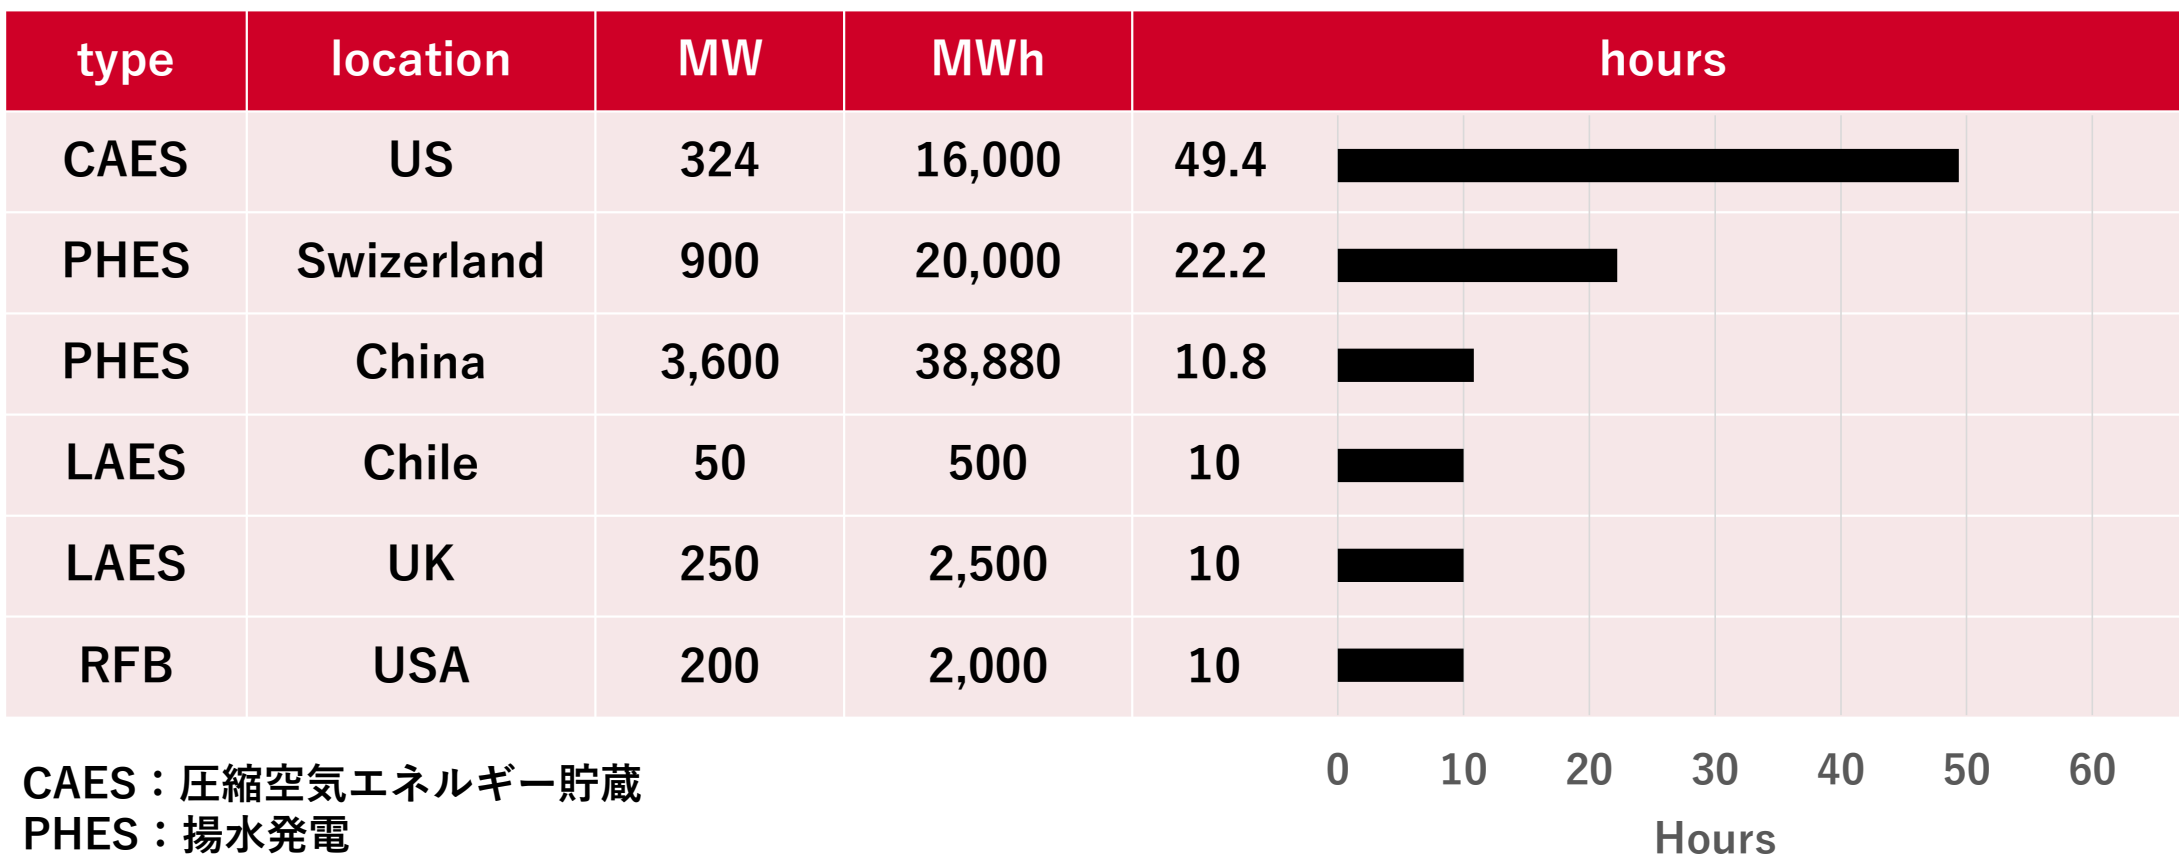 type location MW MWh hours
CAES US 324 16,000 49.4
PHES Swizerland 900 20,000 22.2
PHES China 3,600 38,880 10.8
LAES Chile 50 500 10
LAES UK 250 2,500 10
RFB USA 200 2,000 10
0 10 20 30 40 50 60
Hours
CAES：圧縮空気エネルギー貯蔵
PHES：揚水発電